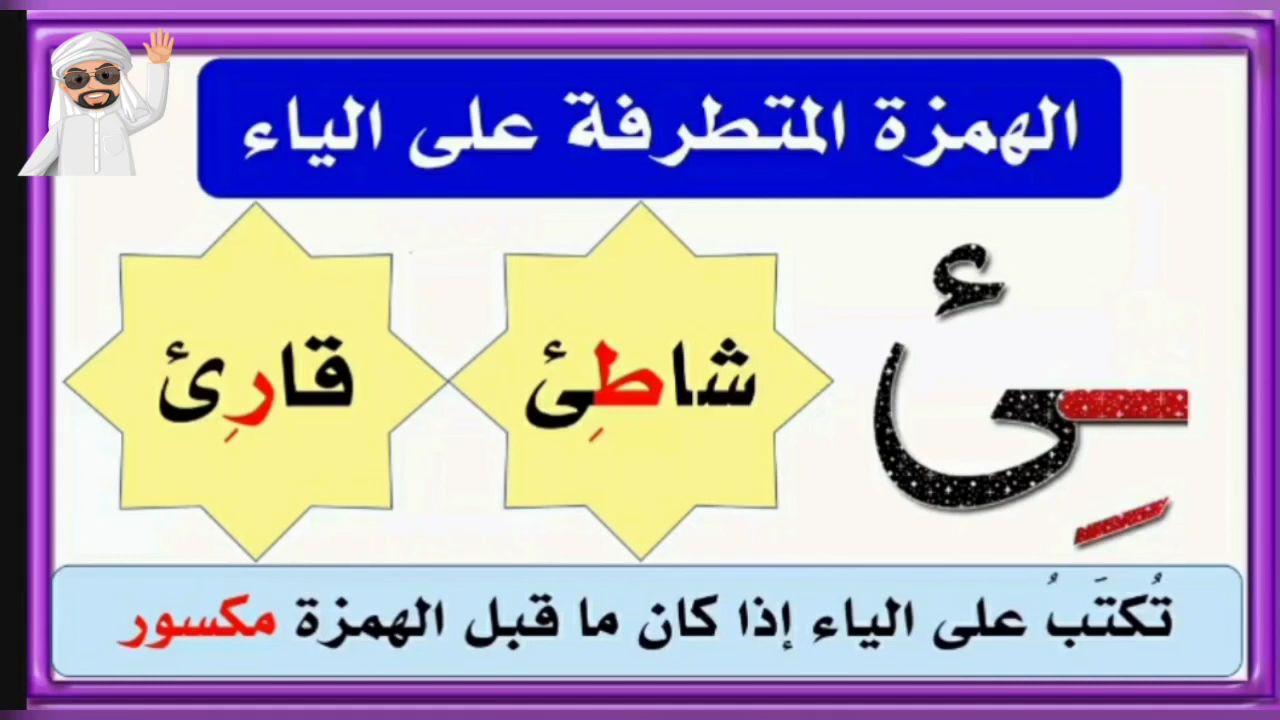 الهمزة المتطرفة على الياء
ـِئ
شاطِئ
قارِئ
تُكتَبُ على الياء إذا كان ما قبل الهمزة مكسور